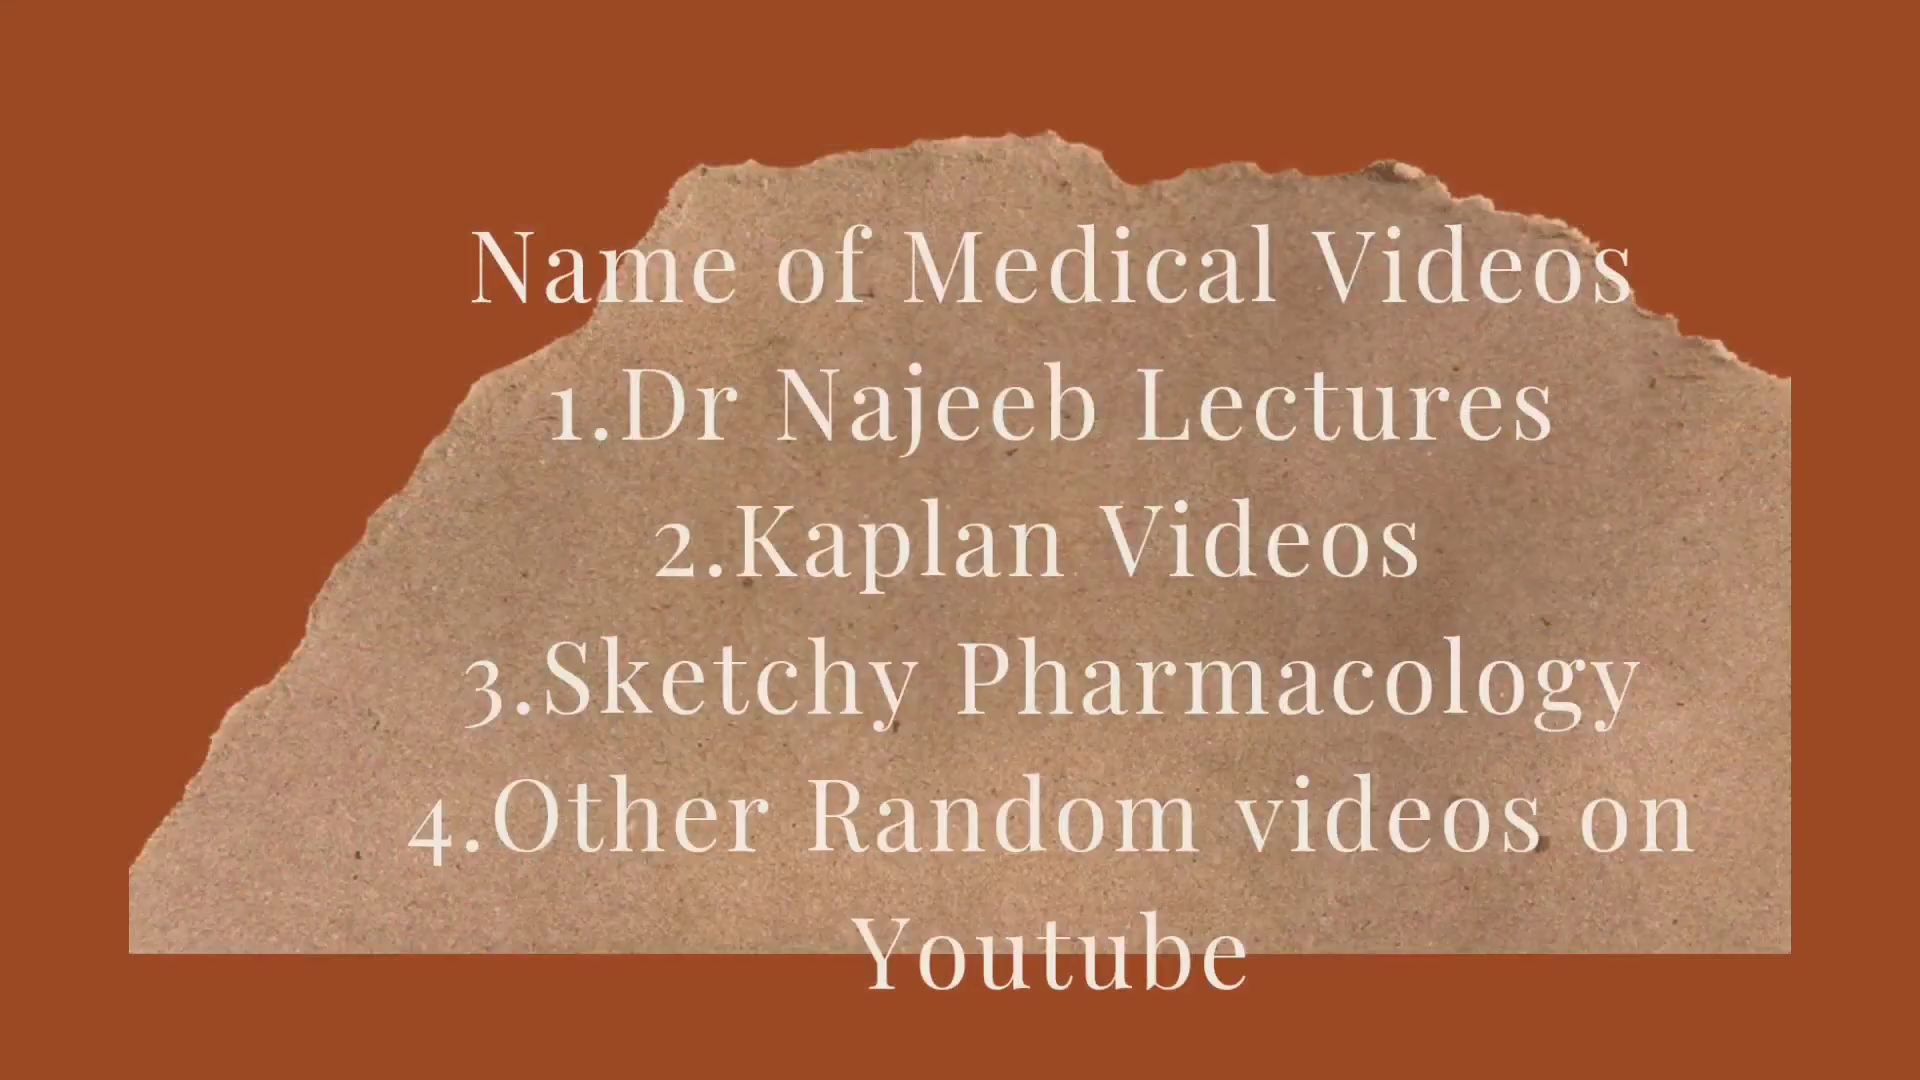 Name of Medical Videos
1.Dr Najeeb Lectures
2.Kaplan Videos
3.Sketchy Pharmacology
4.Other Random videos on
Youtube